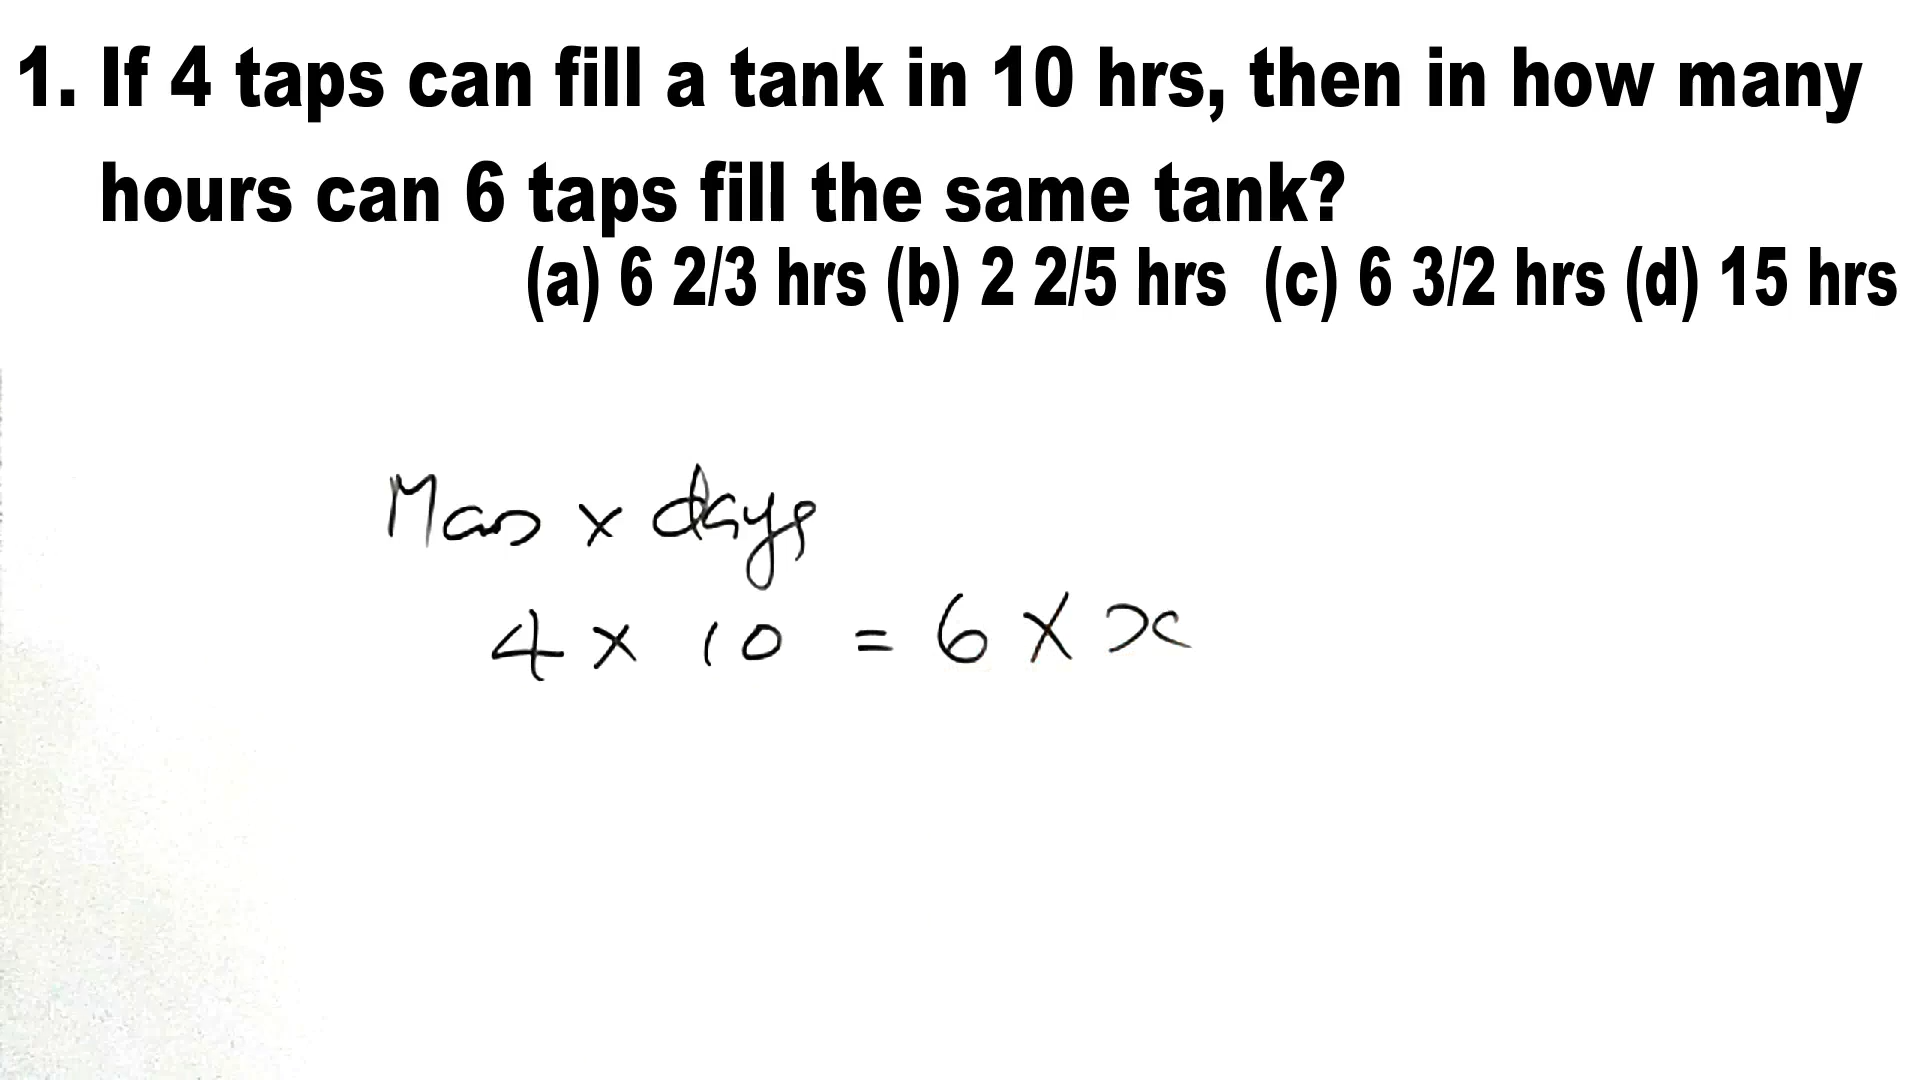 1. If 4 taps can fill a tank in 10 hrs, then in how many
hours can 6 taps fill the same tank?
(a) 6 2/3 hrs (b) 2 2/5 hrs (c) 6 3/2 hrs (d) 15 hrs
Man x days
4 x 10 = 6 x x